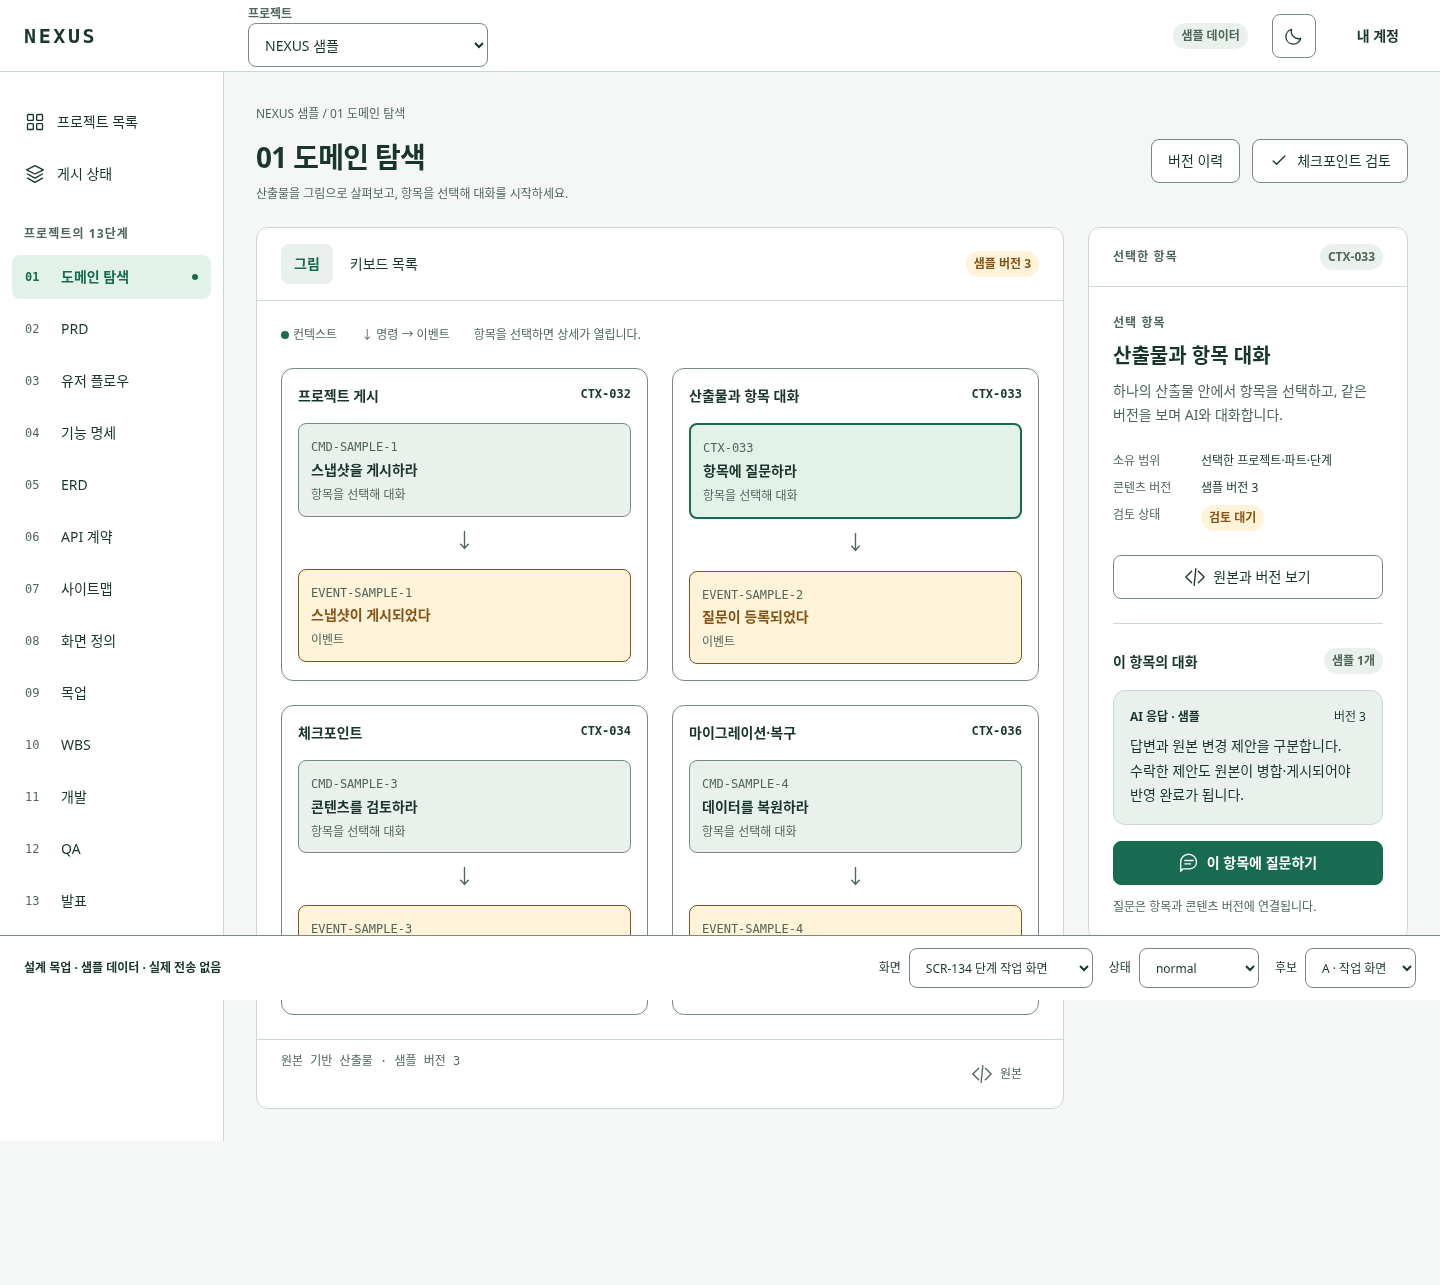 NEXUS
프로젝트
NEXUS 샘플
샘플 데이터
내 계정
프로젝트 목록
게시 상태
프로젝트의 13단계
01 도메인 탐색
02 PRD
03 유저 플로우
04 기능 명세
05 ERD
06 API 계약
07 사이트맵
08 화면 정의
09 목업
10 WBS
11 개발
12 QA
13 발표
NEXUS 샘플 / 01 도메인 탐색
01 도메인 탐색
산출물을 그림으로 살펴보고, 항목을 선택해 대화를 시작하세요.
버전 이력
체크포인트 검토
그림
키보드 목록
샘플 버전 3
컨텍스트
↓ 명령 → 이벤트
항목을 선택하면 상세가 열립니다.
프로젝트 게시
CTX-032
CMD-SAMPLE-1
스냅샷을 게시하라
항목을 선택해 대화
↓
EVENT-SAMPLE-1
스냅샷이 게시되었다
이벤트
산출물과 항목 대화
CTX-033
CTX-033
항목에 질문하라
항목을 선택해 대화
↓
EVENT-SAMPLE-2
질문이 등록되었다
이벤트
체크포인트
CTX-034
CMD-SAMPLE-3
콘텐츠를 검토하라
항목을 선택해 대화
↓
EVENT-SAMPLE-3
마이그레이션·복구
CTX-036
CMD-SAMPLE-4
데이터를 복원하라
항목을 선택해 대화
↓
EVENT-SAMPLE-4
원본 기반 산출물 · 샘플 버전 3
원본
선택한 항목
CTX-033
선택 항목
산출물과 항목 대화
하나의 산출물 안에서 항목을 선택하고, 같은
버전을 보며 AI와 대화합니다.
소유 범위 선택한 프로젝트·파트·단계
콘텐츠 버전 샘플 버전 3
검토 상태 검토 대기
원본과 버전 보기
이 항목의 대화
샘플 1개
AI 응답 · 샘플
버전 3
답변과 원본 변경 제안을 구분합니다.
수락한 제안도 원본이 병합·게시되어야
반영 완료가 됩니다.
이 항목에 질문하기
질문은 항목과 콘텐츠 버전에 연결됩니다.
설계 목업 · 샘플 데이터 · 실제 전송 없음
화면 SCR-134 단계 작업 화면
상태 normal
후보 A · 작업 화면